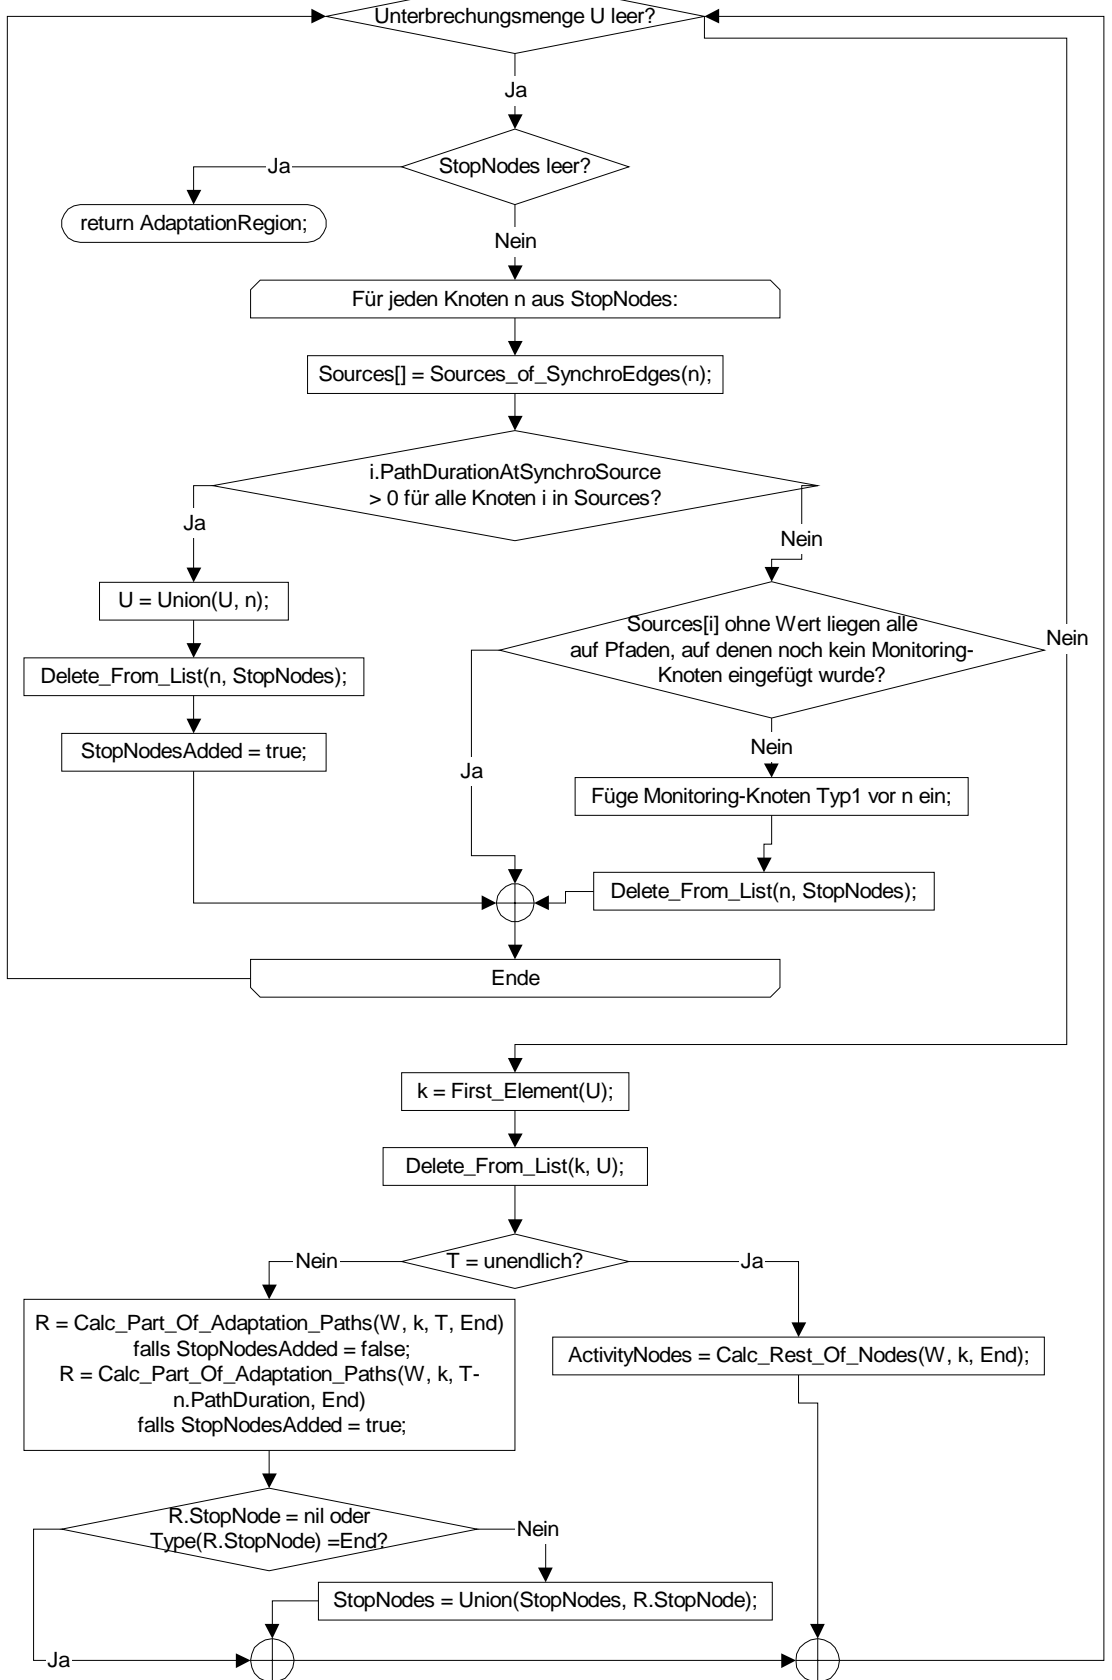 Unterbrechungsmenge U leer?
Ja
StopNodes leer?
Ja
return AdaptationRegion;
Nein
Für jeden Knoten n aus StopNodes:
Sources[] = Sources_of_SynchroEdges(n);
i.PathDurationAtSynchroSource
> 0 für alle Knoten i in Sources?
Ja
Nein
U = Union(U, n);
Delete_From_List(n, StopNodes);
StopNodesAdded = true;
Sources[i] ohne Wert liegen alle
auf Pfaden, auf denen noch kein Monitoring-
Knoten eingefügt wurde?
Nein
Nein
Ja
Füge Monitoring-Knoten Typ1 vor n ein;
Delete_From_List(n, StopNodes);
Ende
k = First_Element(U);
Delete_From_List(k, U);
T = unendlich?
Nein
Ja
R = Calc_Part_Of_Adaptation_Paths(W, k, T, End)
falls StopNodesAdded = false;
R = Calc_Part_Of_Adaptation_Paths(W, k, T-
n.PathDuration, End)
falls StopNodesAdded = true;
ActivityNodes = Calc_Rest_Of_Nodes(W, k, End);
R.StopNode = nil oder
Type(R.StopNode) =End?
Nein
StopNodes = Union(StopNodes, R.StopNode);
Ja